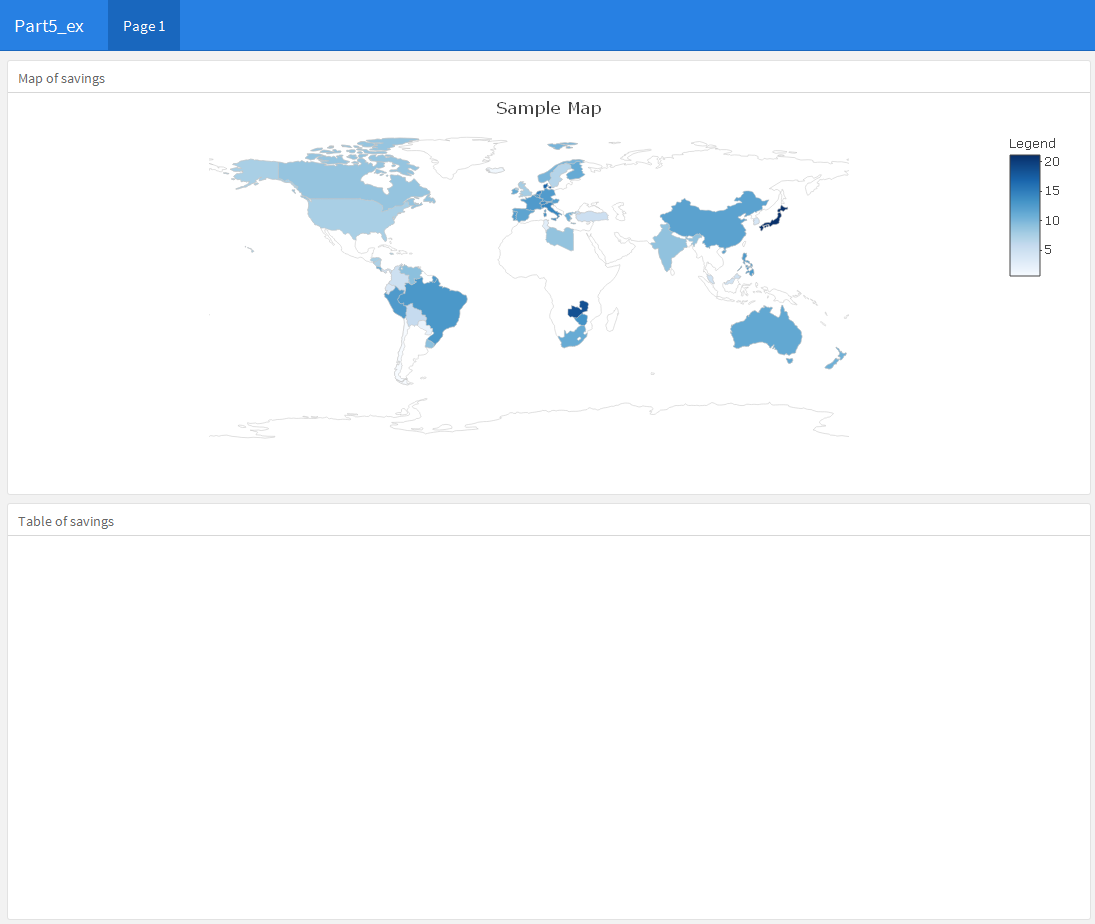 Part5_ex
Page 1
Map of savings
Sample Map
Legend
20
15
10
5
Table of savings